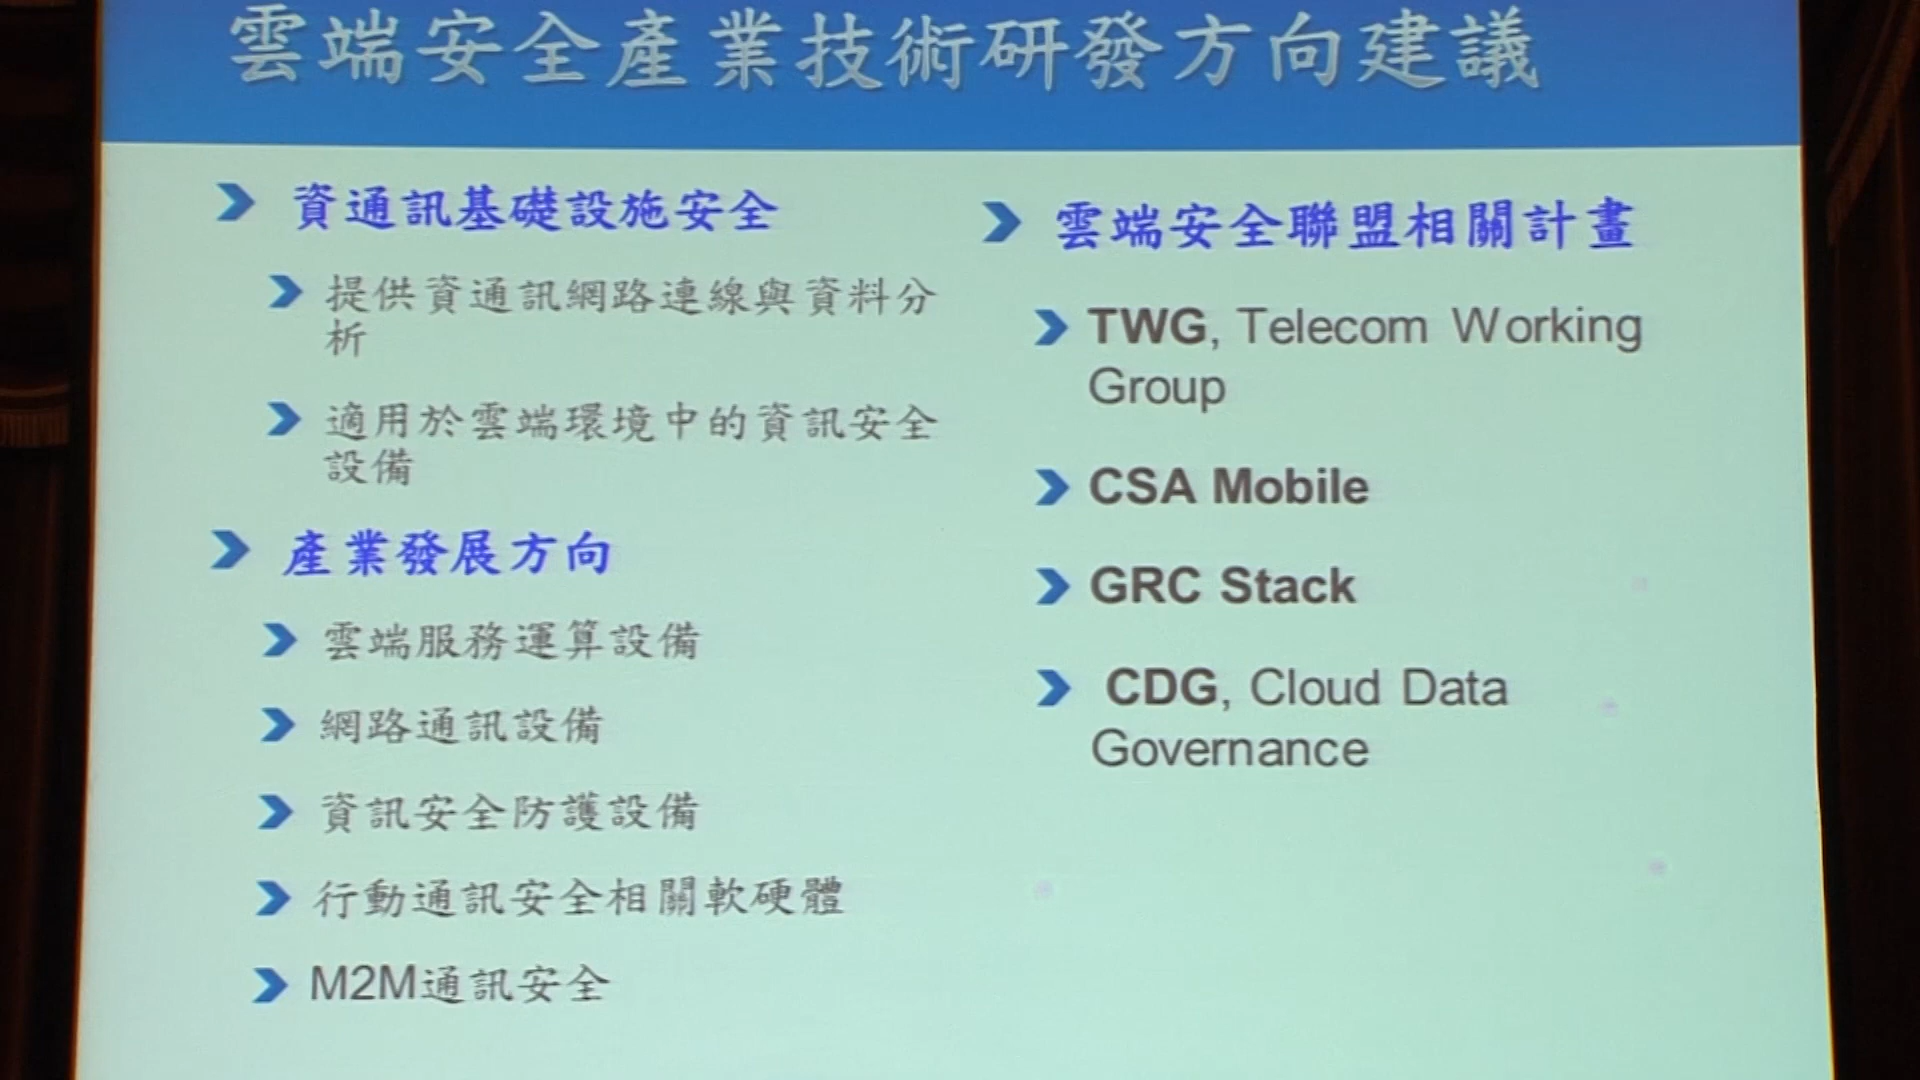 雲端安全產業技術研發方向建議
資通訊基礎設施安全
提供資通訊網路連線與資料分
析
適用於雲端環境中的資訊安全
設備
產業發展方向
雲端服務運算設備
網路通訊設備
資訊安全防護設備
行動通訊安全相關軟硬體
M2M通訊安全
雲端安全聯盟相關計畫
TWG, Telecom Working
Group
CSA Mobile
GRC Stack
CDG, Cloud Data
Governance